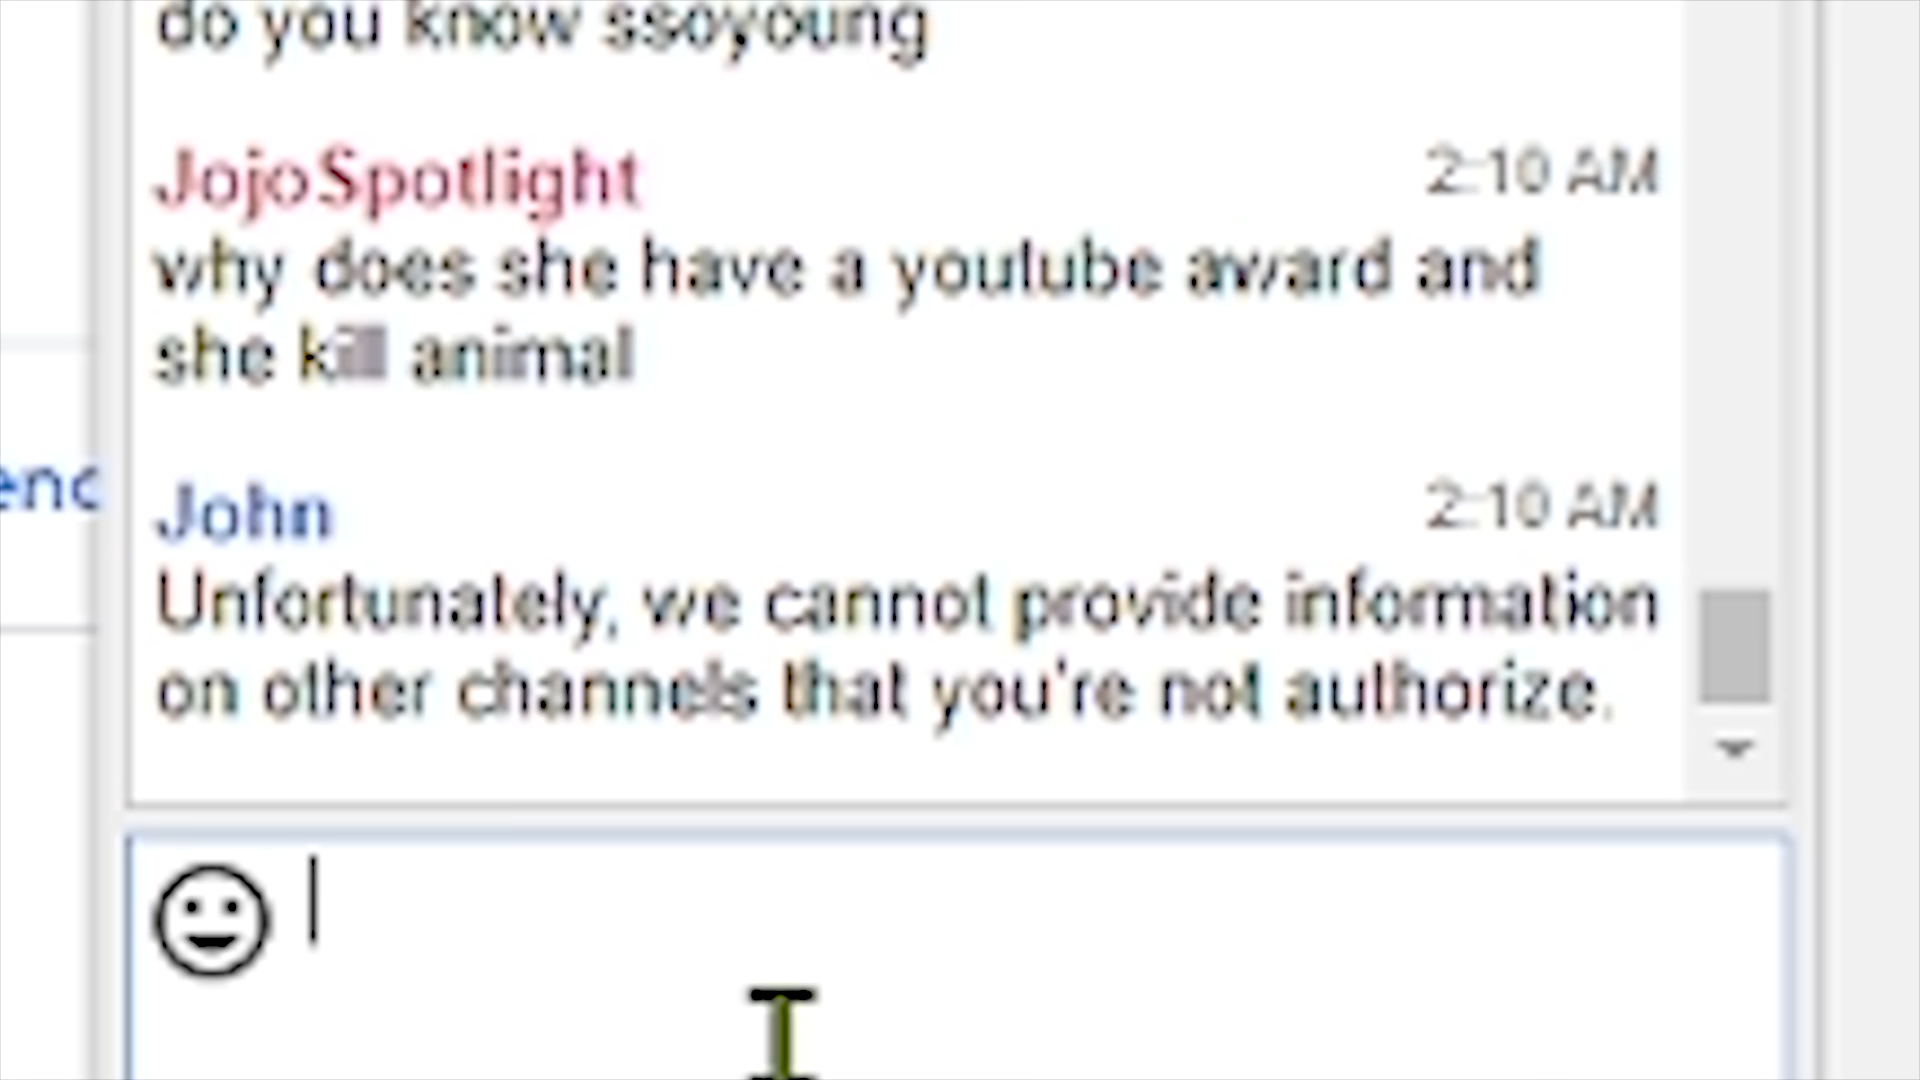 do you know ssoyoung
JojoSpotlight 2:10 AM
why does she have a youtube award and
she kill animal
enc
John 2:10 AM
Unfortunately, we cannot provide information
on other channels that you're not authorize.